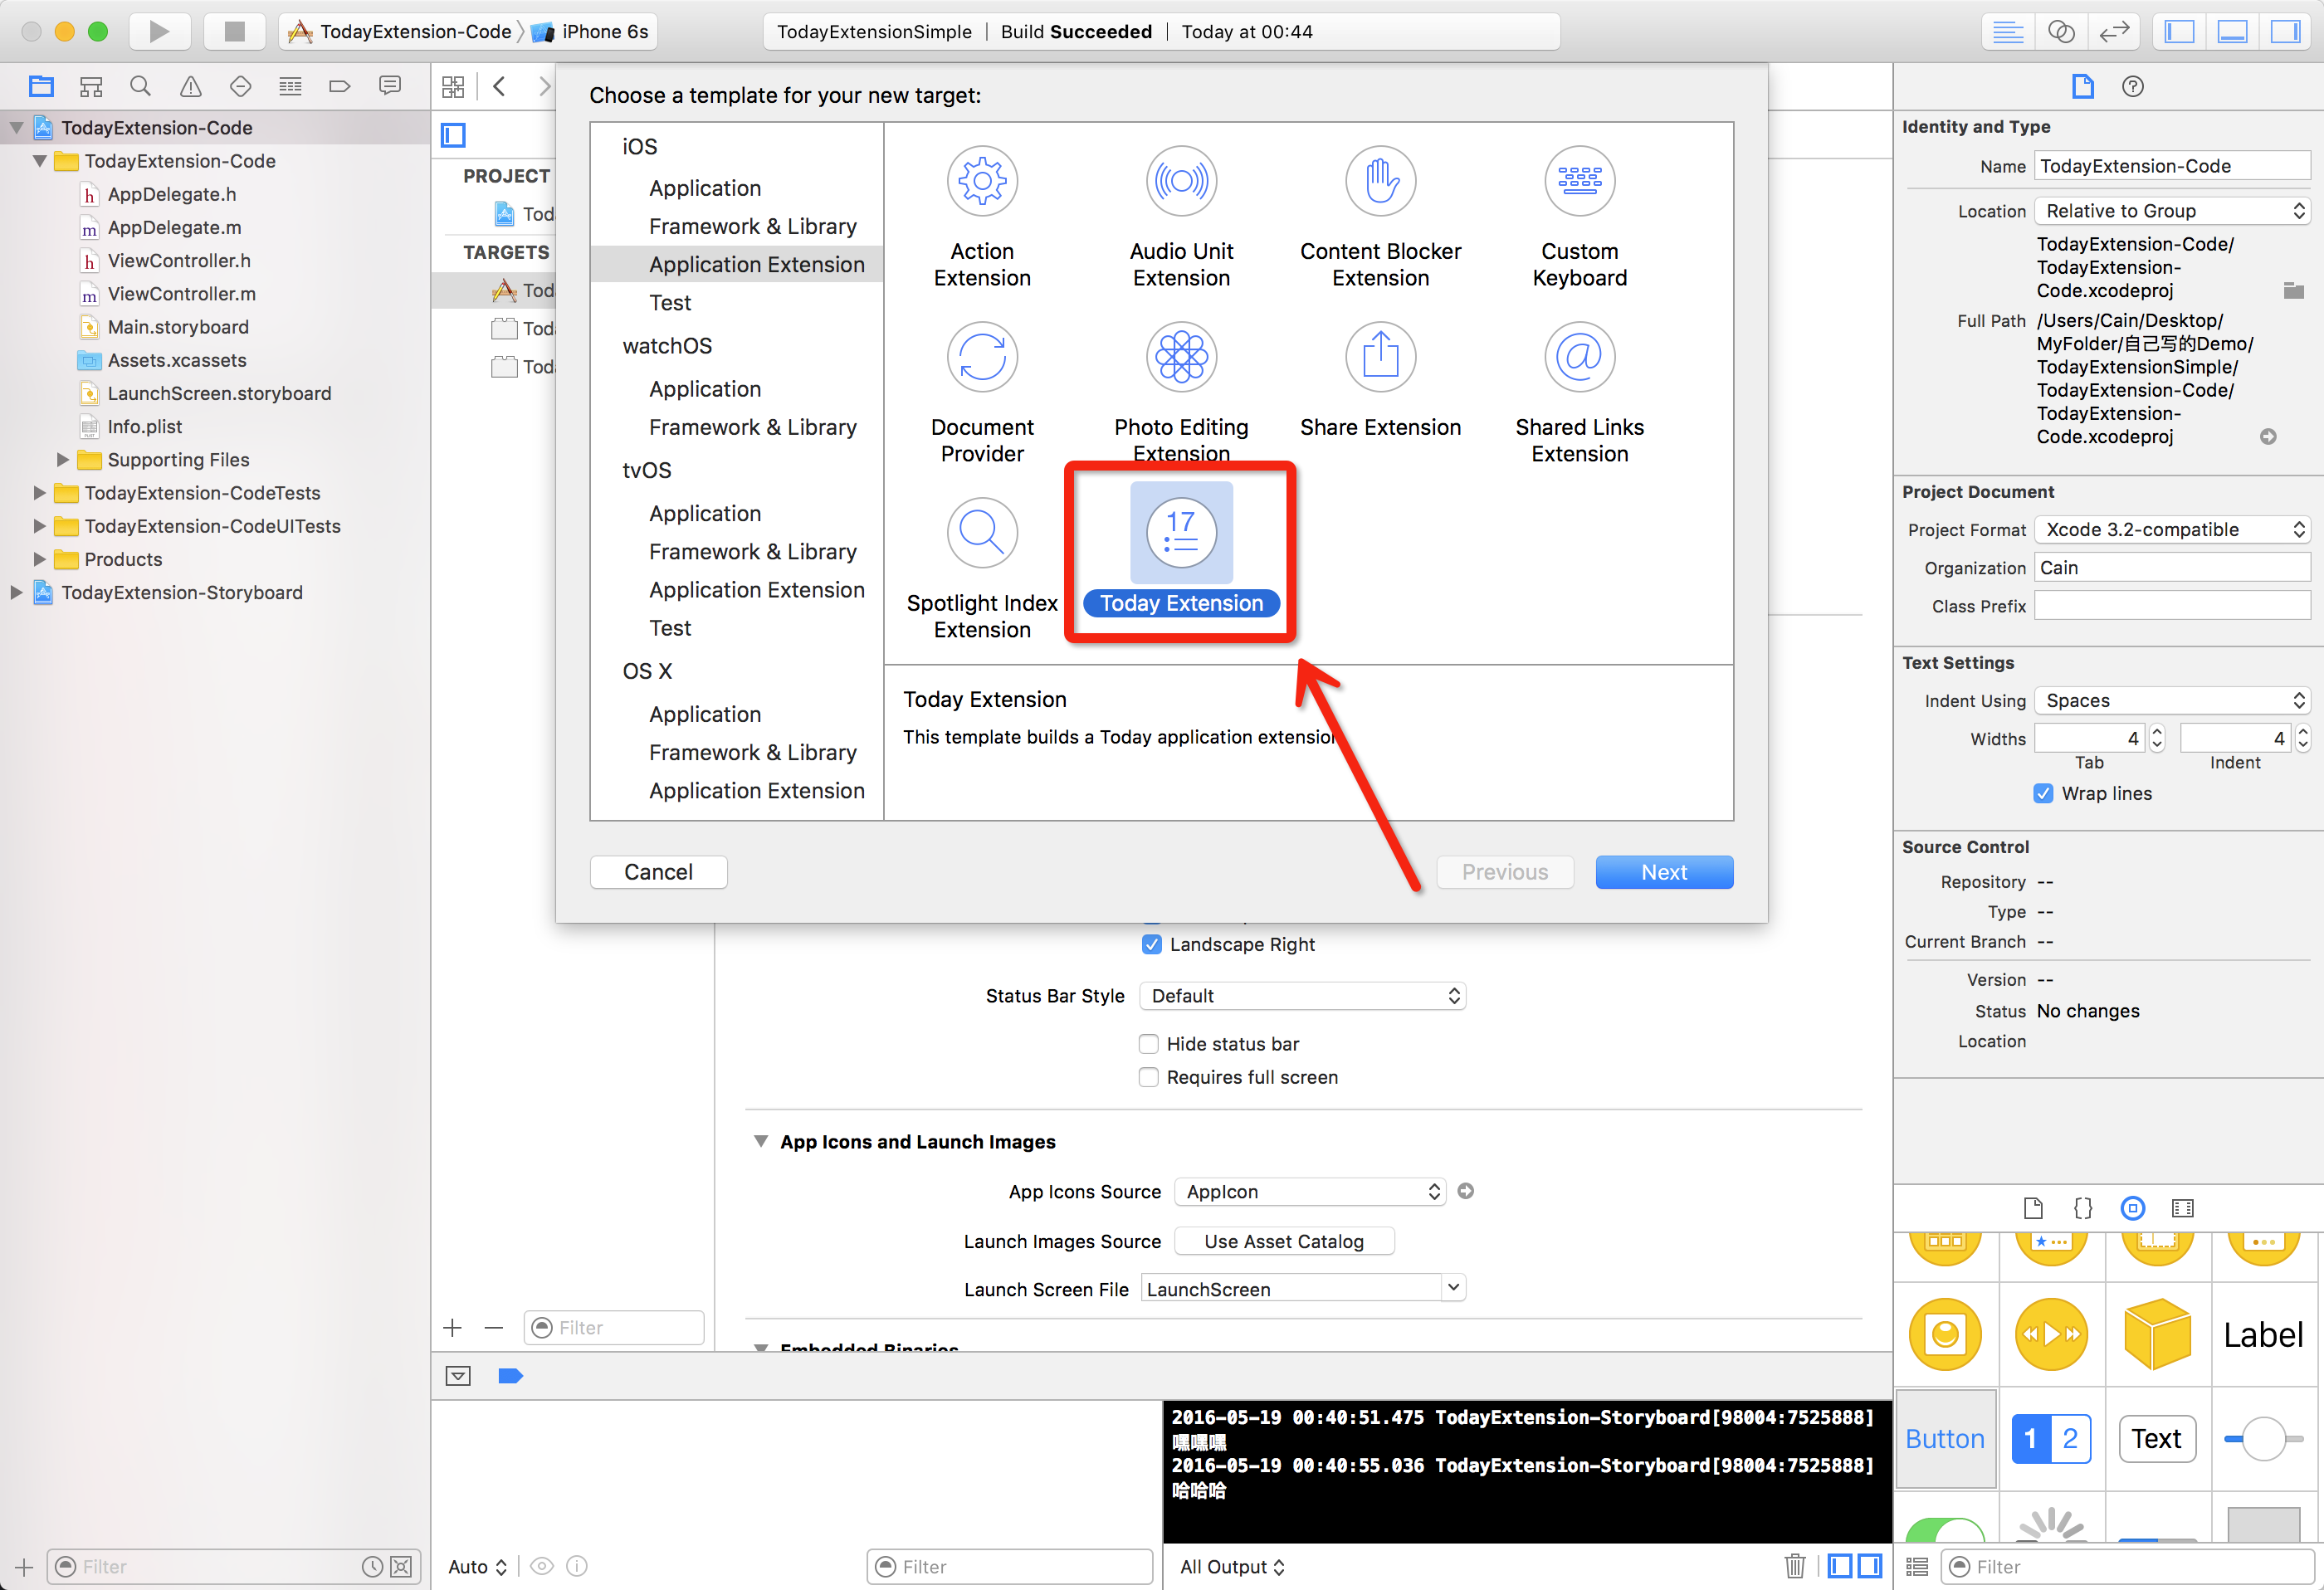 TodayExtension-Code
iPhone 6s
TodayExtensionSimple
Build Succeeded
Today at 00:44
TodayExtension-Code
TodayExtension-Code
AppDelegate.h
AppDelegate.m
ViewController.h
ViewController.m
Main.storyboard
Assets.xcassets
LaunchScreen.storyboard
Info.plist
Supporting Files
TodayExtension-CodeTests
TodayExtension-CodeUITests
Products
TodayExtension-Storyboard
Filter
PROJECT
Tod
TARGETS
Tod
Tod
Tod
Filter
Choose a template for your new target:
iOS
Application
Framework & Library
Application Extension
Test
watchOS
Application
Framework & Library
tvOS
Application
Framework & Library
Application Extension
Test
OS X
Application
Framework & Library
Application Extension
Action
Extension
Audio Unit
Extension
Content Blocker
Extension
Custom
Keyboard
Document
Provider
Photo Editing
Extension
Share Extension
Shared Links
Extension
Spotlight Index
Extension
17
Today Extension
Today Extension
This template builds a Today application extension
Cancel
Previous
Next
Landscape Right
Status Bar Style
Default
Hide status bar
Requires full screen
App Icons and Launch Images
App Icons Source
AppIcon
Launch Images Source
Use Asset Catalog
Launch Screen File
LaunchScreen
Embedded Binaries
2016-05-19 00:40:51.475 TodayExtension-Storyboard[98004:7525888]
嘿嘿嘿
2016-05-19 00:40:55.036 TodayExtension-Storyboard[98004:7525888]
哈哈哈
Auto
Filter
All Output
Identity and Type
Name
TodayExtension-Code
Location
Relative to Group
TodayExtension-Code/
TodayExtension-
Code.xcodeproj
Full Path
/Users/Cain/Desktop/
MyFolder/自己写的Demo/
TodayExtensionSimple/
TodayExtension-Code/
TodayExtension-
Code.xcodeproj
Project Document
Project Format
Xcode 3.2-compatible
Organization
Cain
Class Prefix
Text Settings
Indent Using
Spaces
Widths
4
4
Tab
Indent
Wrap lines
Source Control
Repository --
Type --
Current Branch --
Version --
Status No changes
Location
Label
Button
1 2
Text
Filter